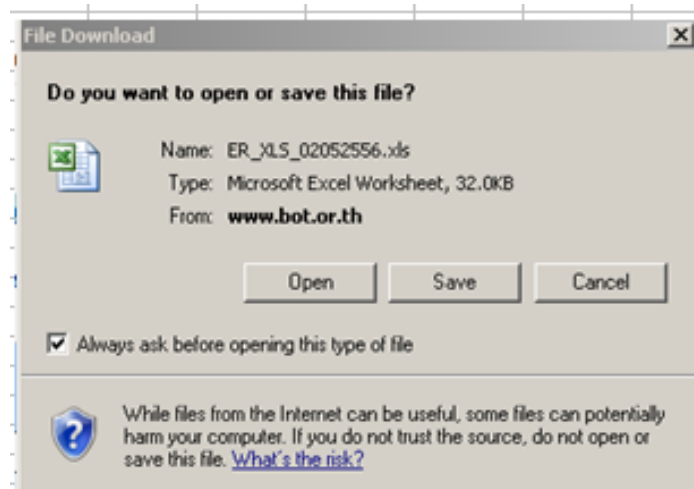 File Download
Do you want to open or save this file?
Name: ER_XLS_02052556.xls
Type: Microsoft Excel Worksheet, 32.0KB
From: www.bot.or.th
Open Save Cancel
Always ask before opening this type of file
While files from the Internet can be useful, some files can potentially
harm your computer. If you do not trust the source, do not open or
save this file. What's the risk?